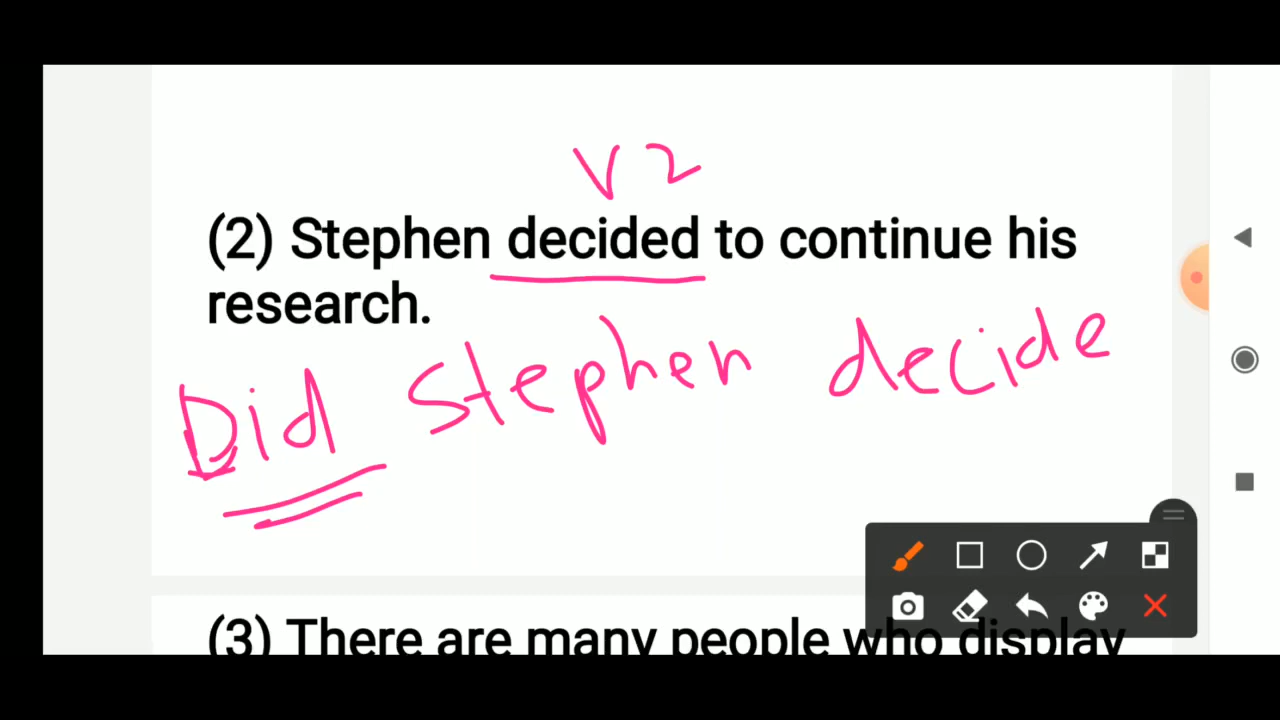 V2
(2) Stephen decided to continue his
research.
Did Stephen decide
(3) There are many people who display